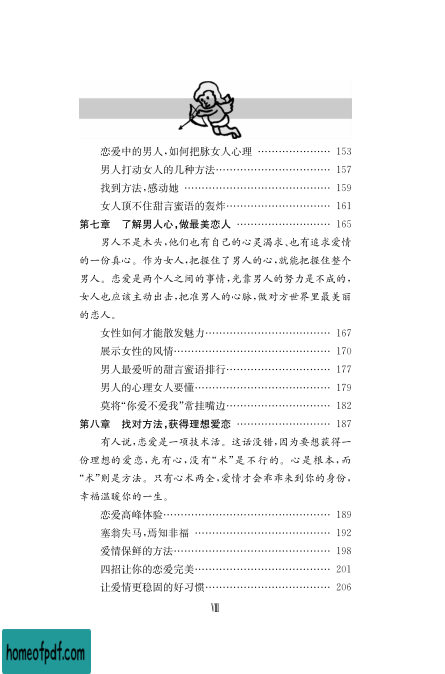 恋爱中的男人,如何把脉女人心理 ………………… 153
男人打动女人的几种方法…………………………… 157
找到方法,感动她 …………………………………… 159
女人顶不住甜言蜜语的轰炸………………………… 161
第七章 了解男人心,做最美恋人 …………………… 165
男人不是木头,他们也有自己的心灵渴求、也有追求爱情
的一份真心。作为女人,把握住了男人的心,就能把握住整个
男人。恋爱是两个人之间的事情,光靠男人的努力是不成的,
女人也应该主动出击,把准男人的心脉,做对方世界里最美丽
的恋人。
女性如何才能散发魅力……………………………… 167
展示女性的风情……………………………………… 170
男人最爱听的甜言蜜语排行………………………… 177
男人的心理女人要懂………………………………… 179
莫将“你爱不爱我”常挂嘴边………………………… 182
第八章 找对方法,获得理想爱恋 …………………… 187
有人说,恋爱是一项技术活。这话没错,因为要想获得一
份理想的爱恋,光有心,没有“术”是不行的。心是根本,而
“术”则是方法。只有心术两全,爱情才会乖乖来到你的身份,
幸福温暖你的一生。
恋爱高峰体验………………………………………… 189
塞翁失马,焉知非福 ………………………………… 192
爱情保鲜的方法……………………………………… 198
四招让你的恋爱完美………………………………… 201
让爱情更稳固的好习惯……………………………… 206
Ⅷ
homeofpdf.com